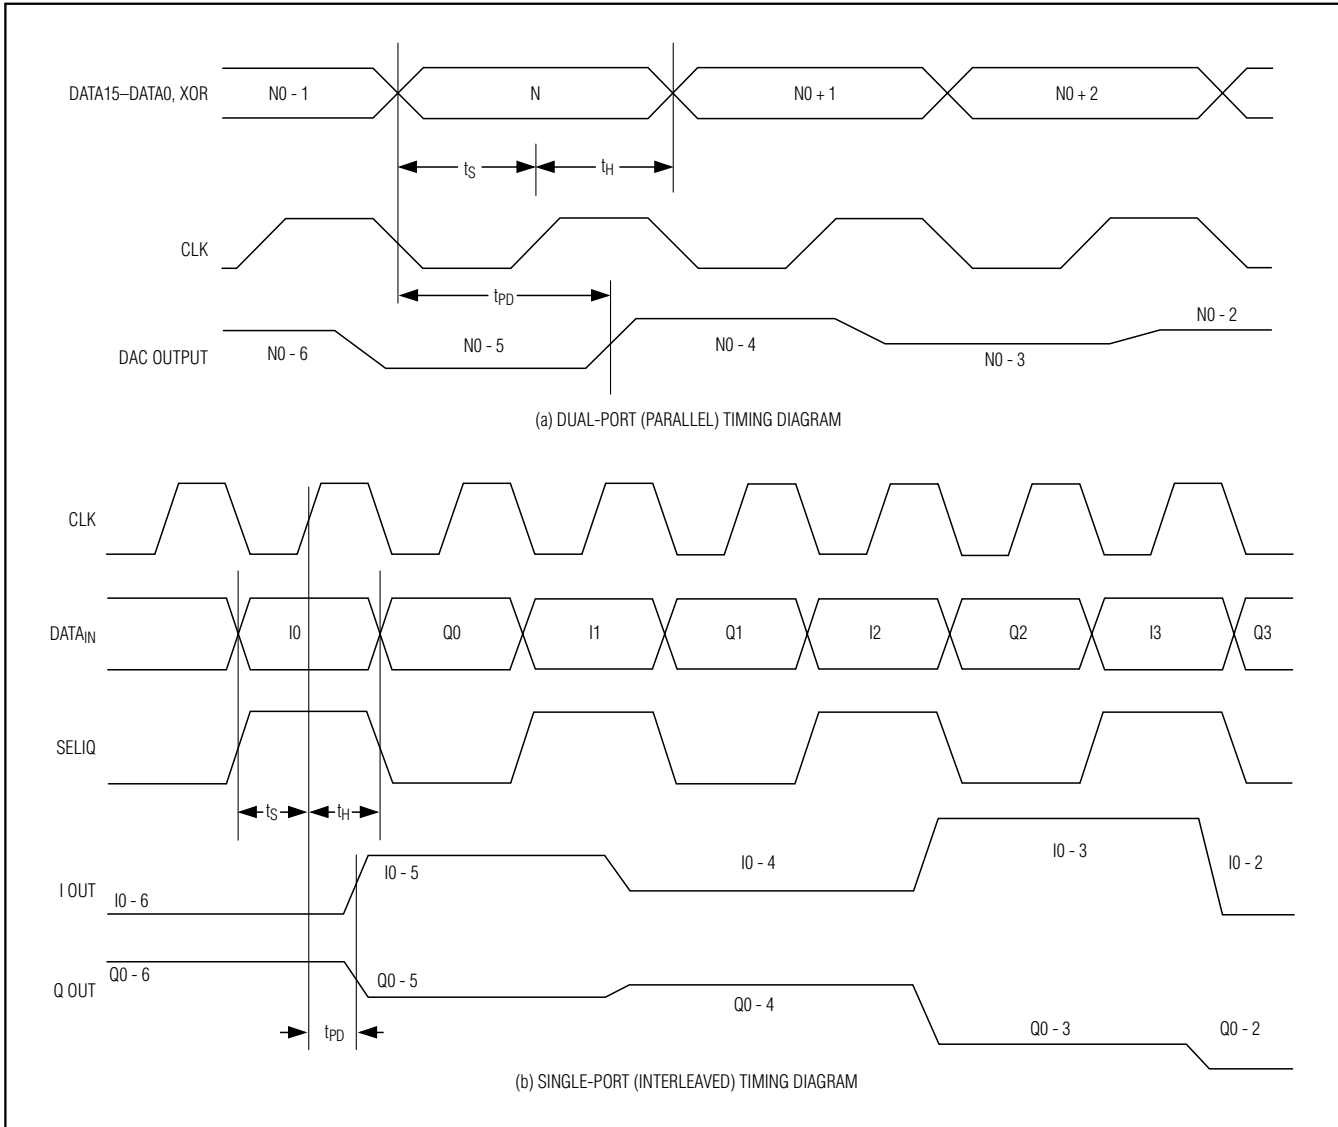 DATA15–DATA0, XOR
N0 - 1
N
N0 + 1
N0 + 2
tS
tH
CLK
tPD
DAC OUTPUT
N0 - 6
N0 - 5
N0 - 4
N0 - 3
N0 - 2
(a) DUAL-PORT (PARALLEL) TIMING DIAGRAM
CLK
DATAIN
I0
Q0
I1
Q1
I2
Q2
I3
Q3
SELIQ
tS
tH
I OUT
I0 - 6
I0 - 5
I0 - 4
I0 - 3
I0 - 2
Q OUT
Q0 - 6
Q0 - 5
Q0 - 4
Q0 - 3
Q0 - 2
tPD
(b) SINGLE-PORT (INTERLEAVED) TIMING DIAGRAM